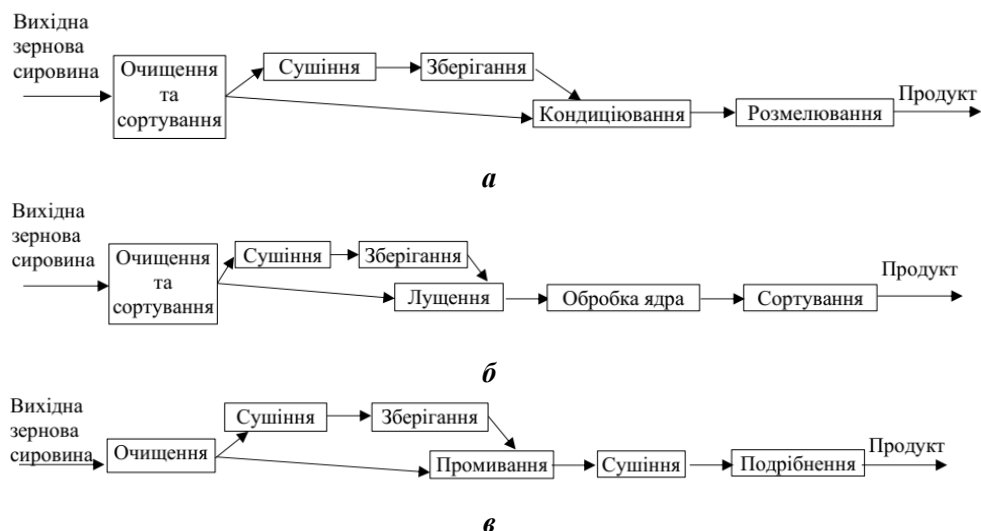 Вихідна
зернова
сировина
Очищення
та
сортування
Сушіння
Зберігання
Кондиціювання
Розмелювання
Продукт
а
Вихідна
зернова
сировина
Очищення
та
сортування
Сушіння
Зберігання
Лущення
Обробка ядра
Сортування
Продукт
б
Вихідна
зернова
сировина
Очищення
Сушіння
Зберігання
Промивання
Сушіння
Подрібнення
Продукт
в